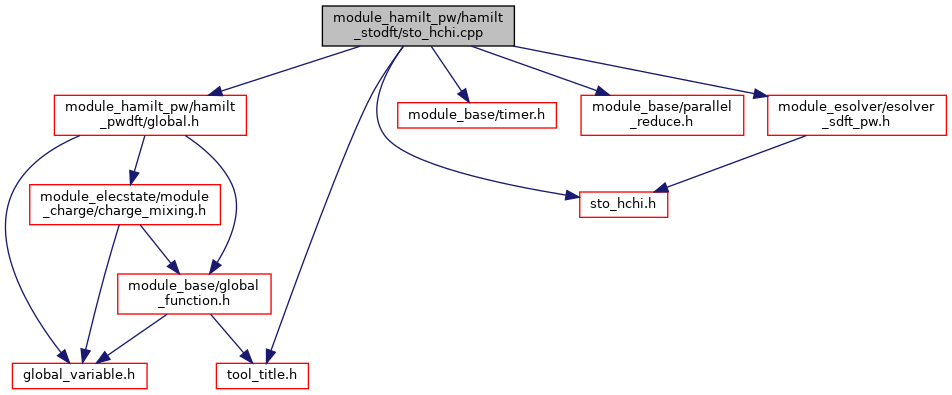 module_hamilt_pw/hamilt
_stodft/sto_hchi.cpp
module_hamilt_pw/hamilt
_pwdft/global.h
module_base/timer.h
module_base/parallel
_reduce.h
module_esolver/esolver
_sdft_pw.h
module_elecstate/module
_charge/charge_mixing.h
sto_hchi.h
module_base/global
_function.h
global_variable.h
tool_title.h